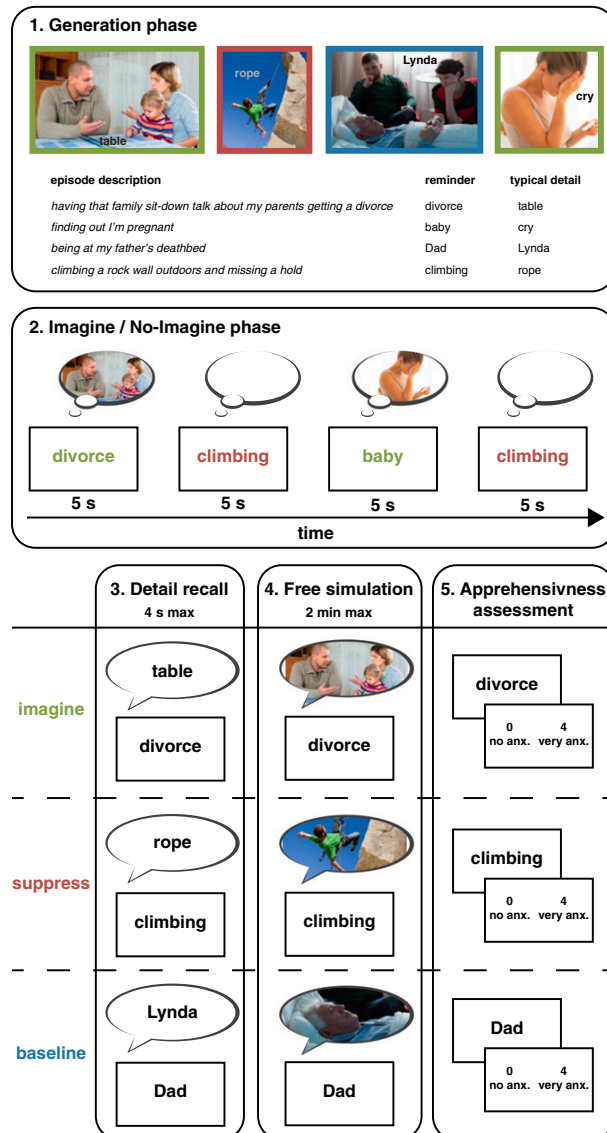 1. Generation phase
table
rope
Lynda
cry
episode description reminder typical detail
having that family sit-down talk about my parents getting a divorce divorce table
finding out I'm pregnant baby cry
being at my father's deathbed Dad Lynda
climbing a rock wall outdoors and missing a hold climbing rope
2. Imagine / No-Imagine phase
divorce climbing baby climbing
5 s 5 s 5 s 5 s
time
3. Detail recall 4. Free simulation 5. Apprehensivness
4 s max 2 min max assessment
imagine
table
divorce
divorce
divorce
0 4
no anx. very anx.
suppress
rope
climbing
climbing
climbing
0 4
no anx. very anx.
baseline
Lynda
Dad
Dad
Dad
0 4
no anx. very anx.